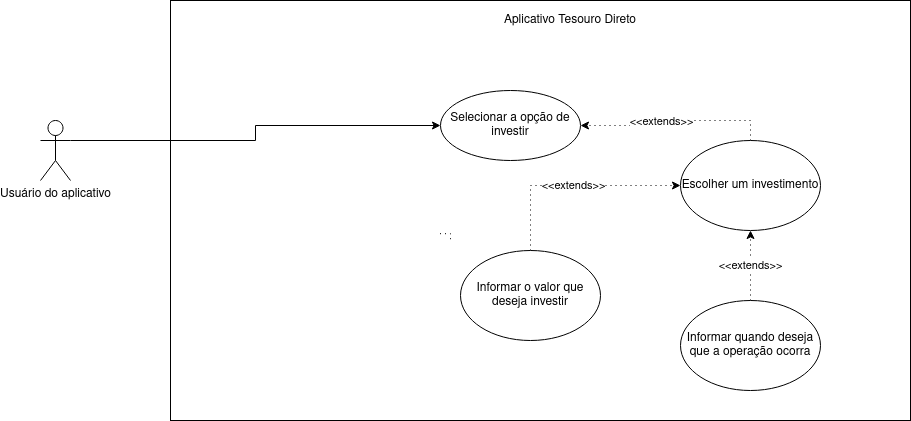 Aplicativo Tesouro Direto
Selecionar a opção de
investir
<<extends>>
Usuário do aplicativo
Escolher um investimento
<<extends>>
<<extends>>
Informar o valor que
deseja investir
Informar quando deseja
que a operação ocorra